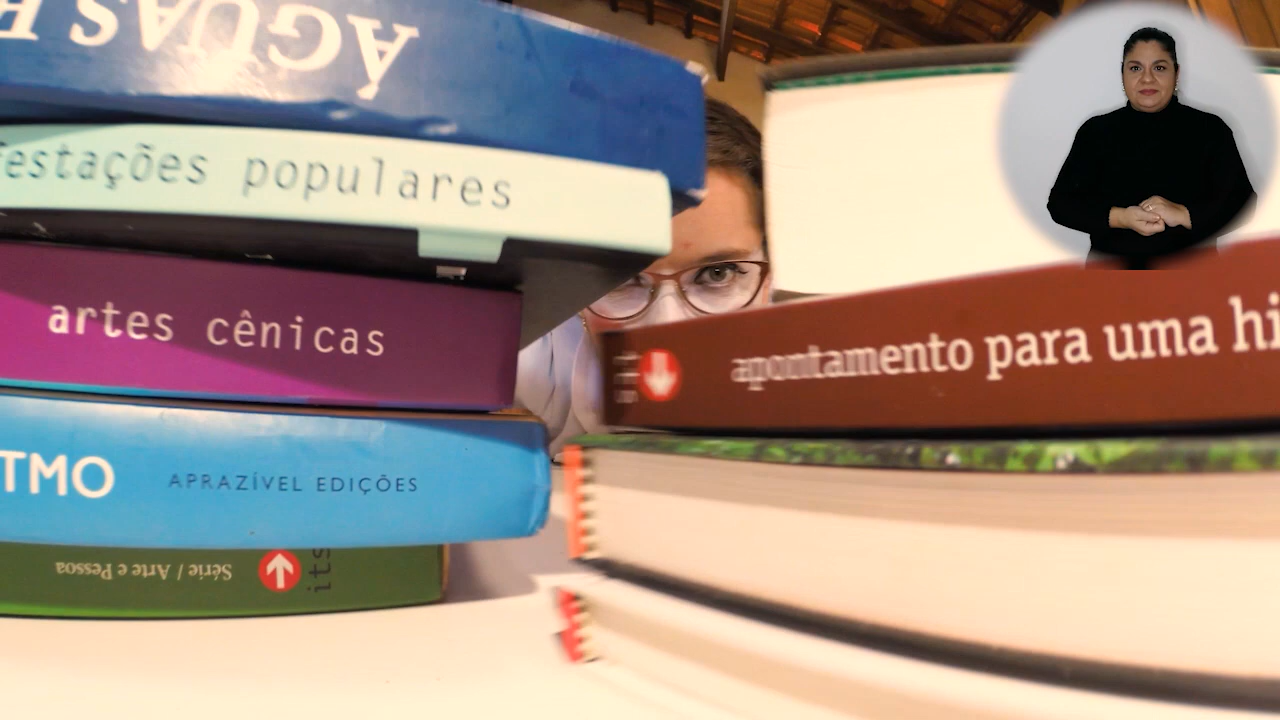 ÁGUAS
festações populares
artes cênicas
TMO APRAZÍVEL EDIÇÕES
Série / Arte e Pessoa its
apontamento para uma hi